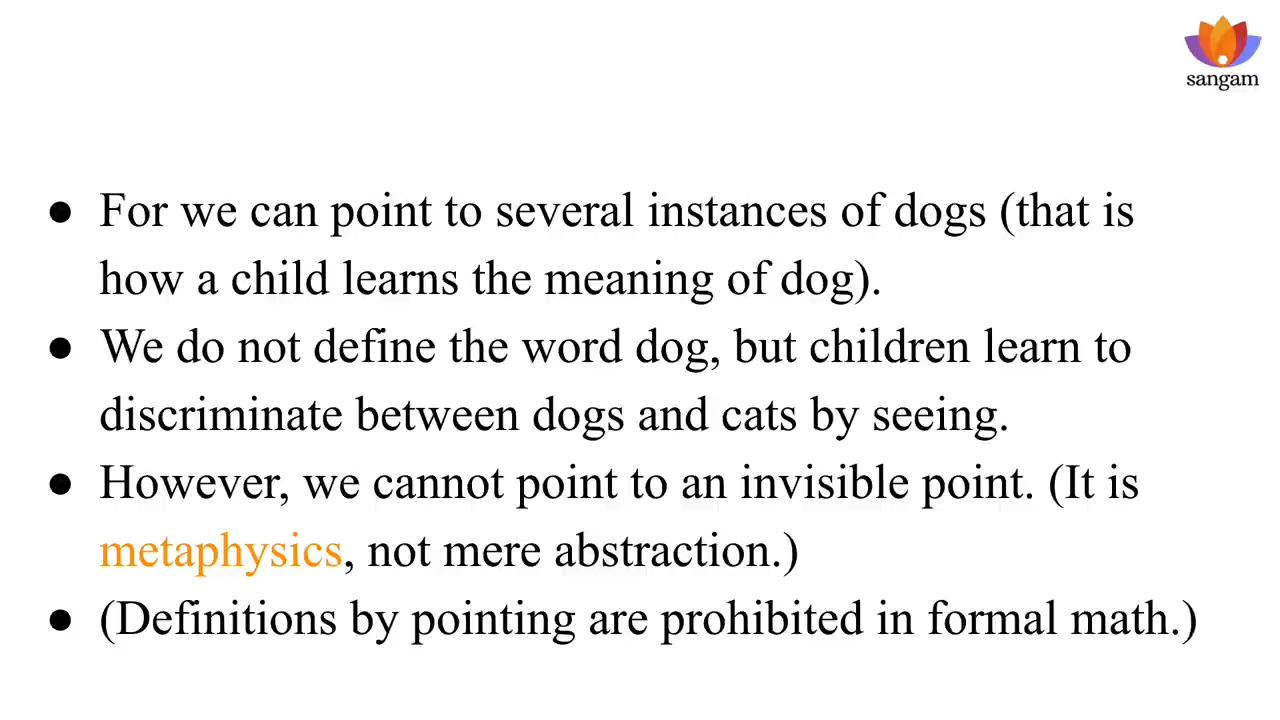 sangam
● For we can point to several instances of dogs (that is
how a child learns the meaning of dog).
● We do not define the word dog, but children learn to
discriminate between dogs and cats by seeing.
● However, we cannot point to an invisible point. (It is
metaphysics, not mere abstraction.)
● (Definitions by pointing are prohibited in formal math.)